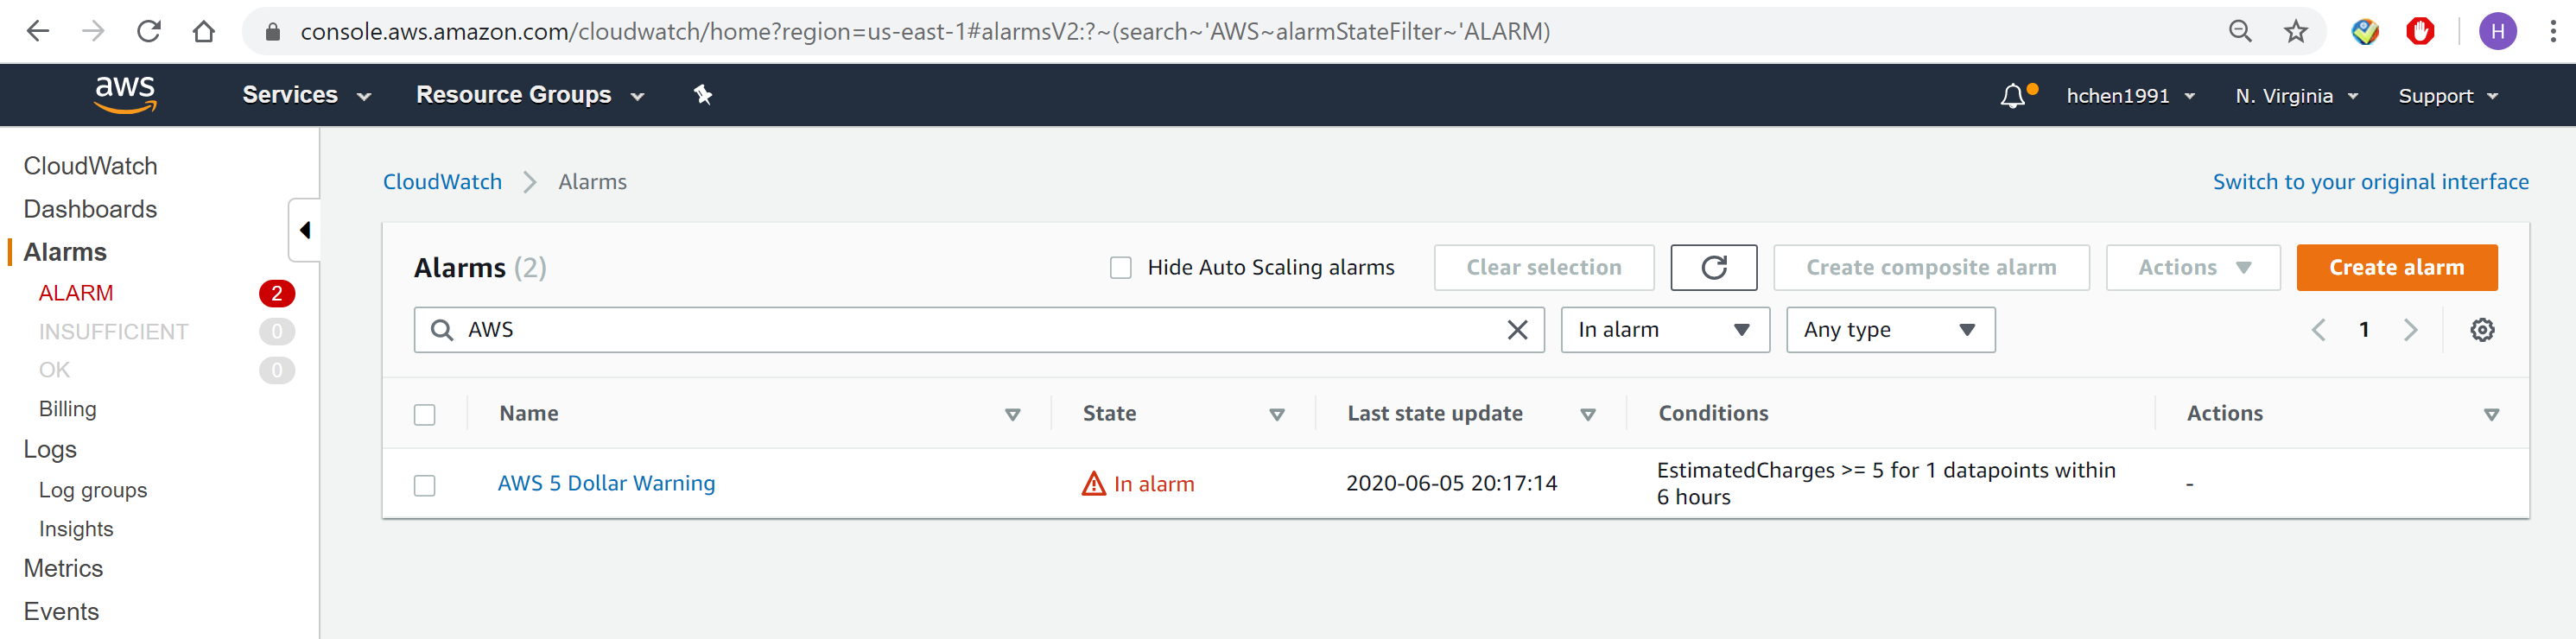 console.aws.amazon.com/cloudwatch/home?region=us-east-1#alarmsV2:?~(search~'AWS~alarmStateFilter~'ALARM)
H
aws
Services
Resource Groups
hchen1991
N. Virginia
Support
CloudWatch
Dashboards
Alarms
ALARM 2
INSUFFICIENT 0
OK 0
Billing
Logs
Log groups
Insights
Metrics
Events
CloudWatch
Alarms
Switch to your original interface
Alarms (2)
Hide Auto Scaling alarms
Clear selection
Create composite alarm
Actions
Create alarm
AWS
In alarm
Any type
1
Name
State
Last state update
Conditions
Actions
AWS 5 Dollar Warning
In alarm
2020-06-05 20:17:14
EstimatedCharges >= 5 for 1 datapoints within
6 hours
-